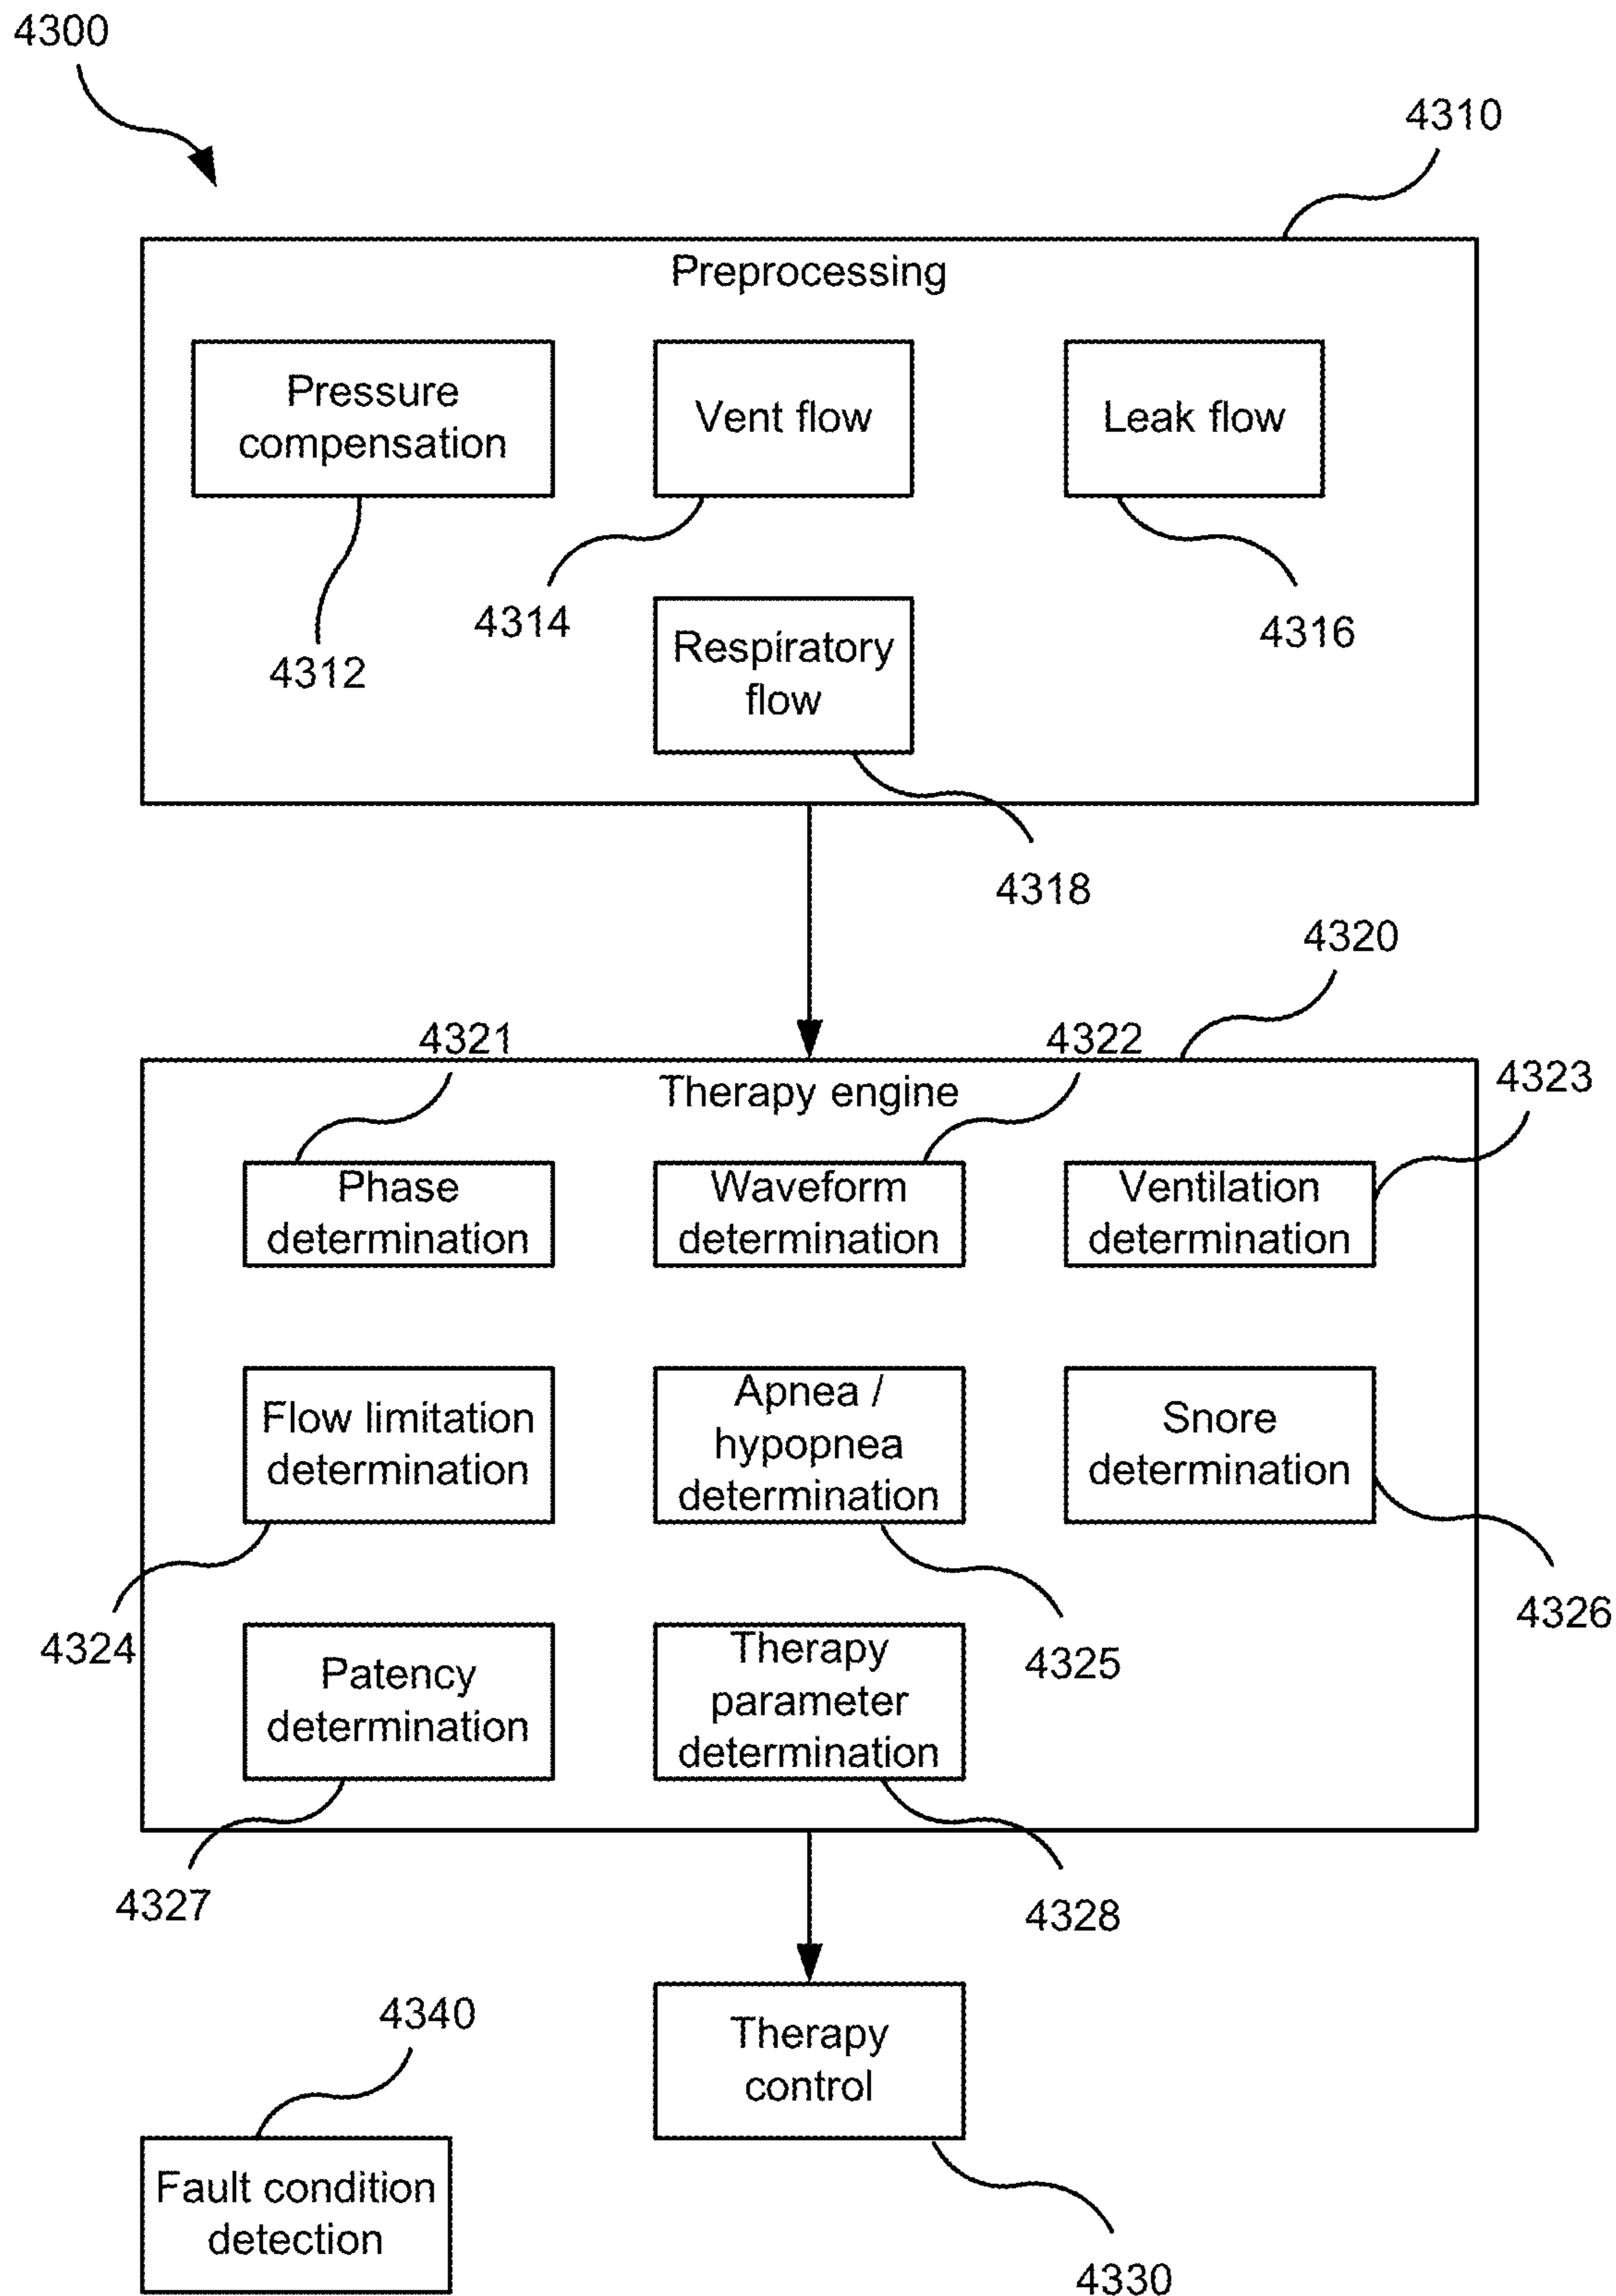 4300
4310
Preprocessing
Pressure
compensation
Vent flow
Leak flow
4312
4314
4316
Respiratory
flow
4318
4320
4321
4322
4323
Therapy engine
Phase
determination
Waveform
determination
Ventilation
determination
Flow limitation
determination
Apnea /
hypopnea
determination
Snore
determination
4324
4325
4326
Patency
determination
Therapy
parameter
determination
4327
4328
4340
Therapy
control
Fault condition
detection
4330